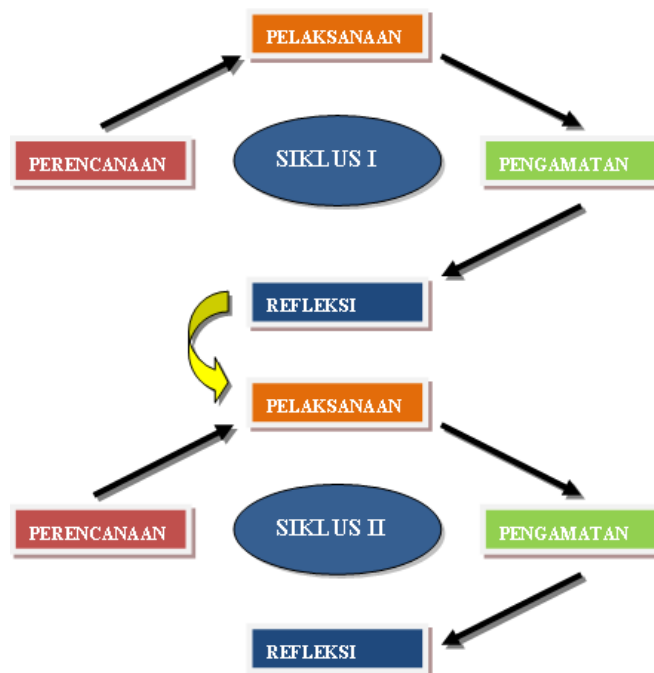 PELAKSANAAN
PERENCANAAN
SIKLUS I
PENGAMATAN
REFLEKSI
PELAKSANAAN
PERENCANAAN
SIKLUS II
PENGAMATAN
REFLEKSI